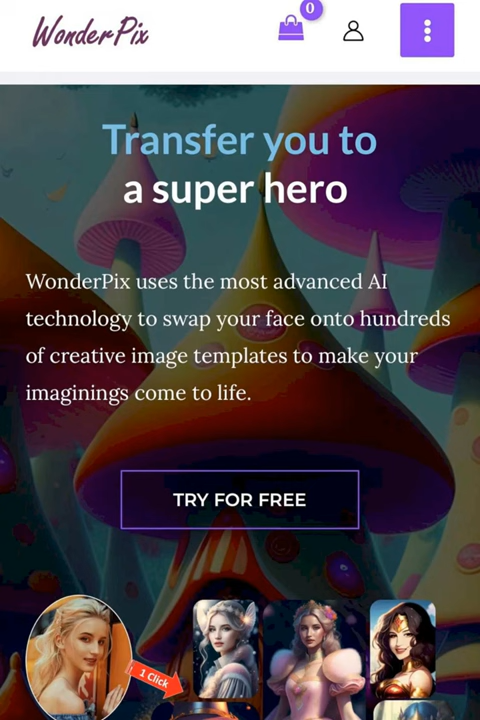 WonderPix
0
Transfer you to
a super hero
WonderPix uses the most advanced AI
technology to swap your face onto hundreds
of creative image templates to make your
imaginings come to life.
TRY FOR FREE
1 Click